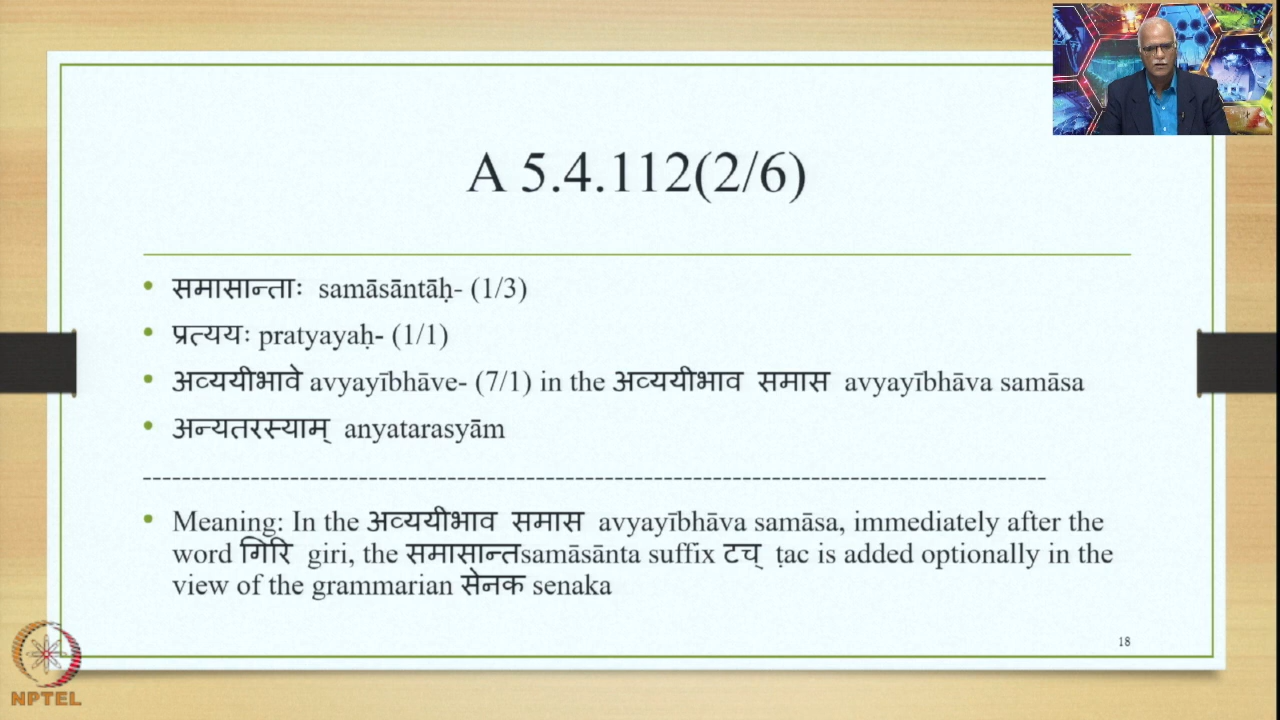 A 5.4.112(2/6)
• समासान्ताः samāsāntāḥ- (1/3)
• प्रत्ययः pratyayaḥ- (1/1)
• अव्ययीभावे avyayībhāve- (7/1) in the अव्ययीभाव समास avyayībhāva samāsa
• अन्यतरस्याम् anyatarasyām
--------------------------------------------------------------------------------------------
• Meaning: In the अव्ययीभाव समास avyayībhāva samāsa, immediately after the
word गिरि giri, the समासान्तsamāsānta suffix टच् ṭac is added optionally in the
view of the grammarian सेनक senaka
18
NPTEL